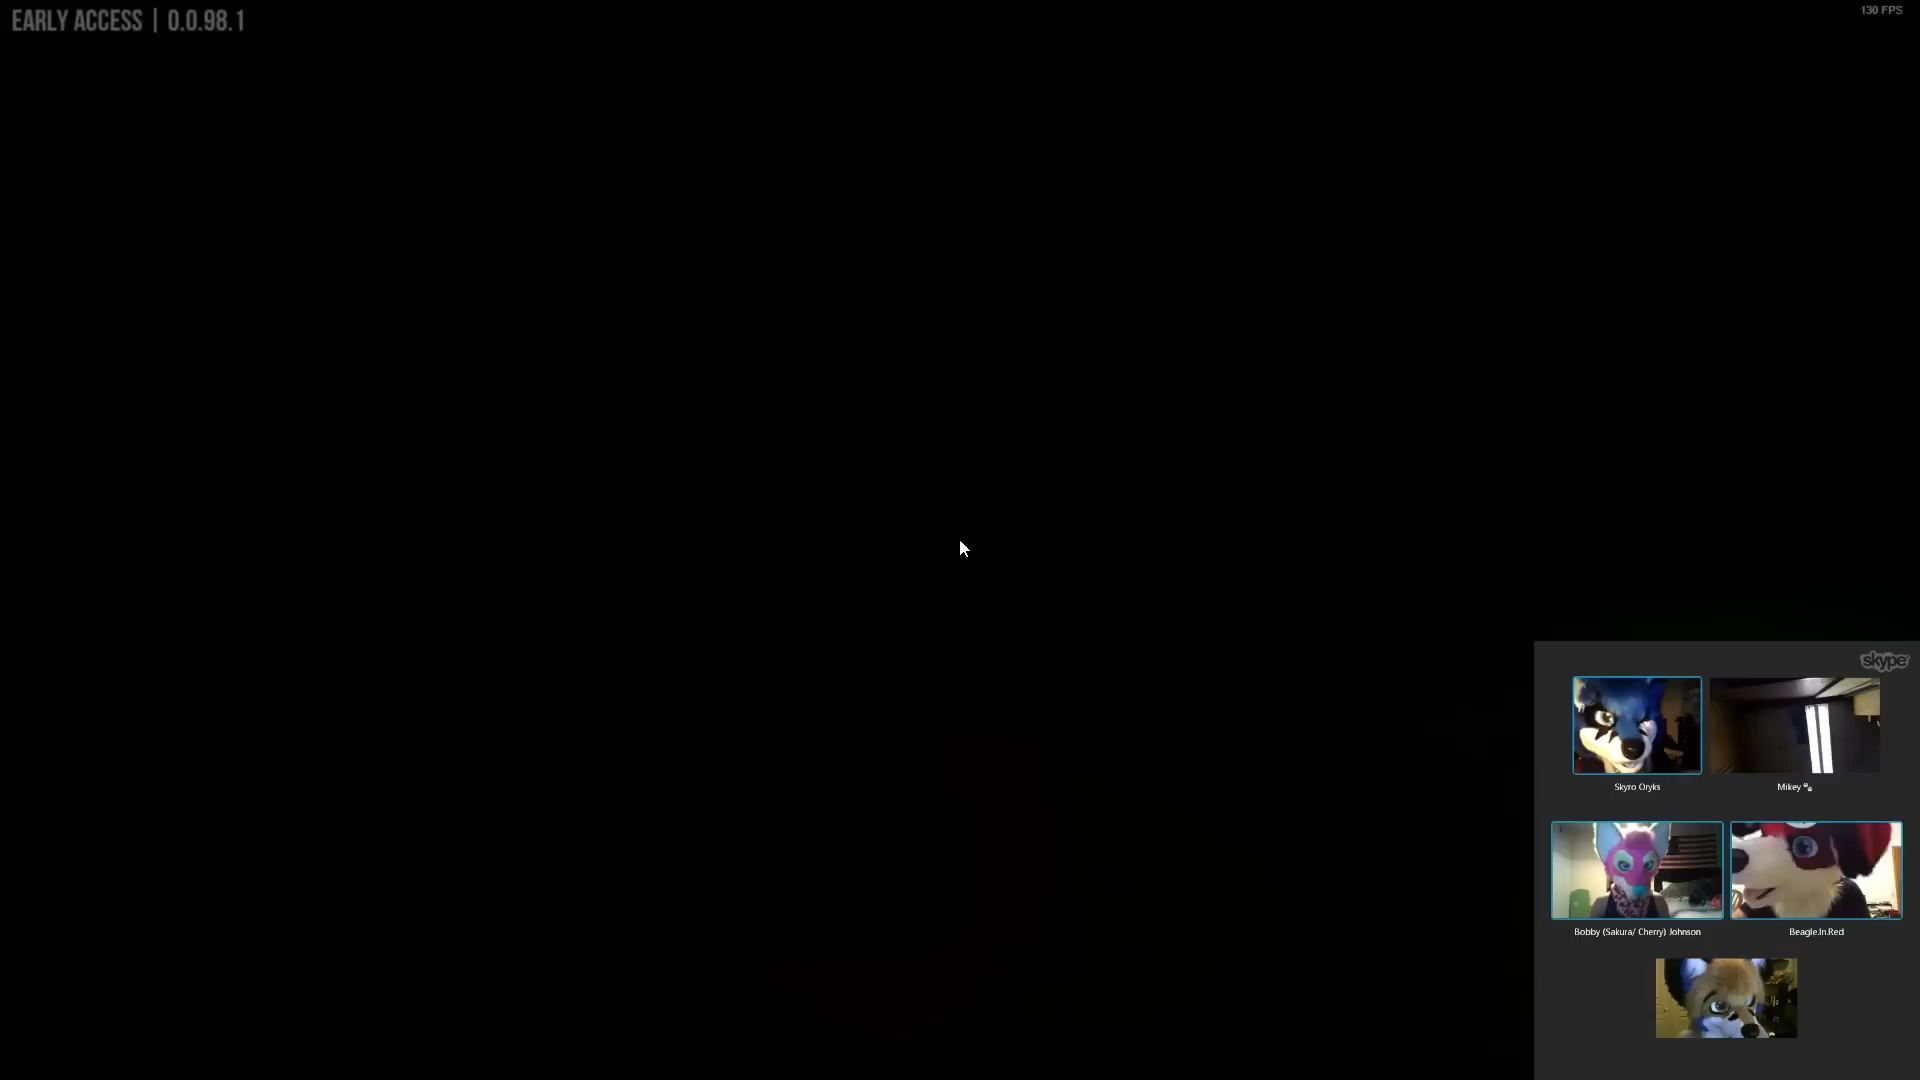 EARLY ACCESS | 0.0.98.1
130 FPS
skype
Skyro Oryks
Mikey
Bobby (Sakura/ Cherry) Johnson
Beagle.In.Red